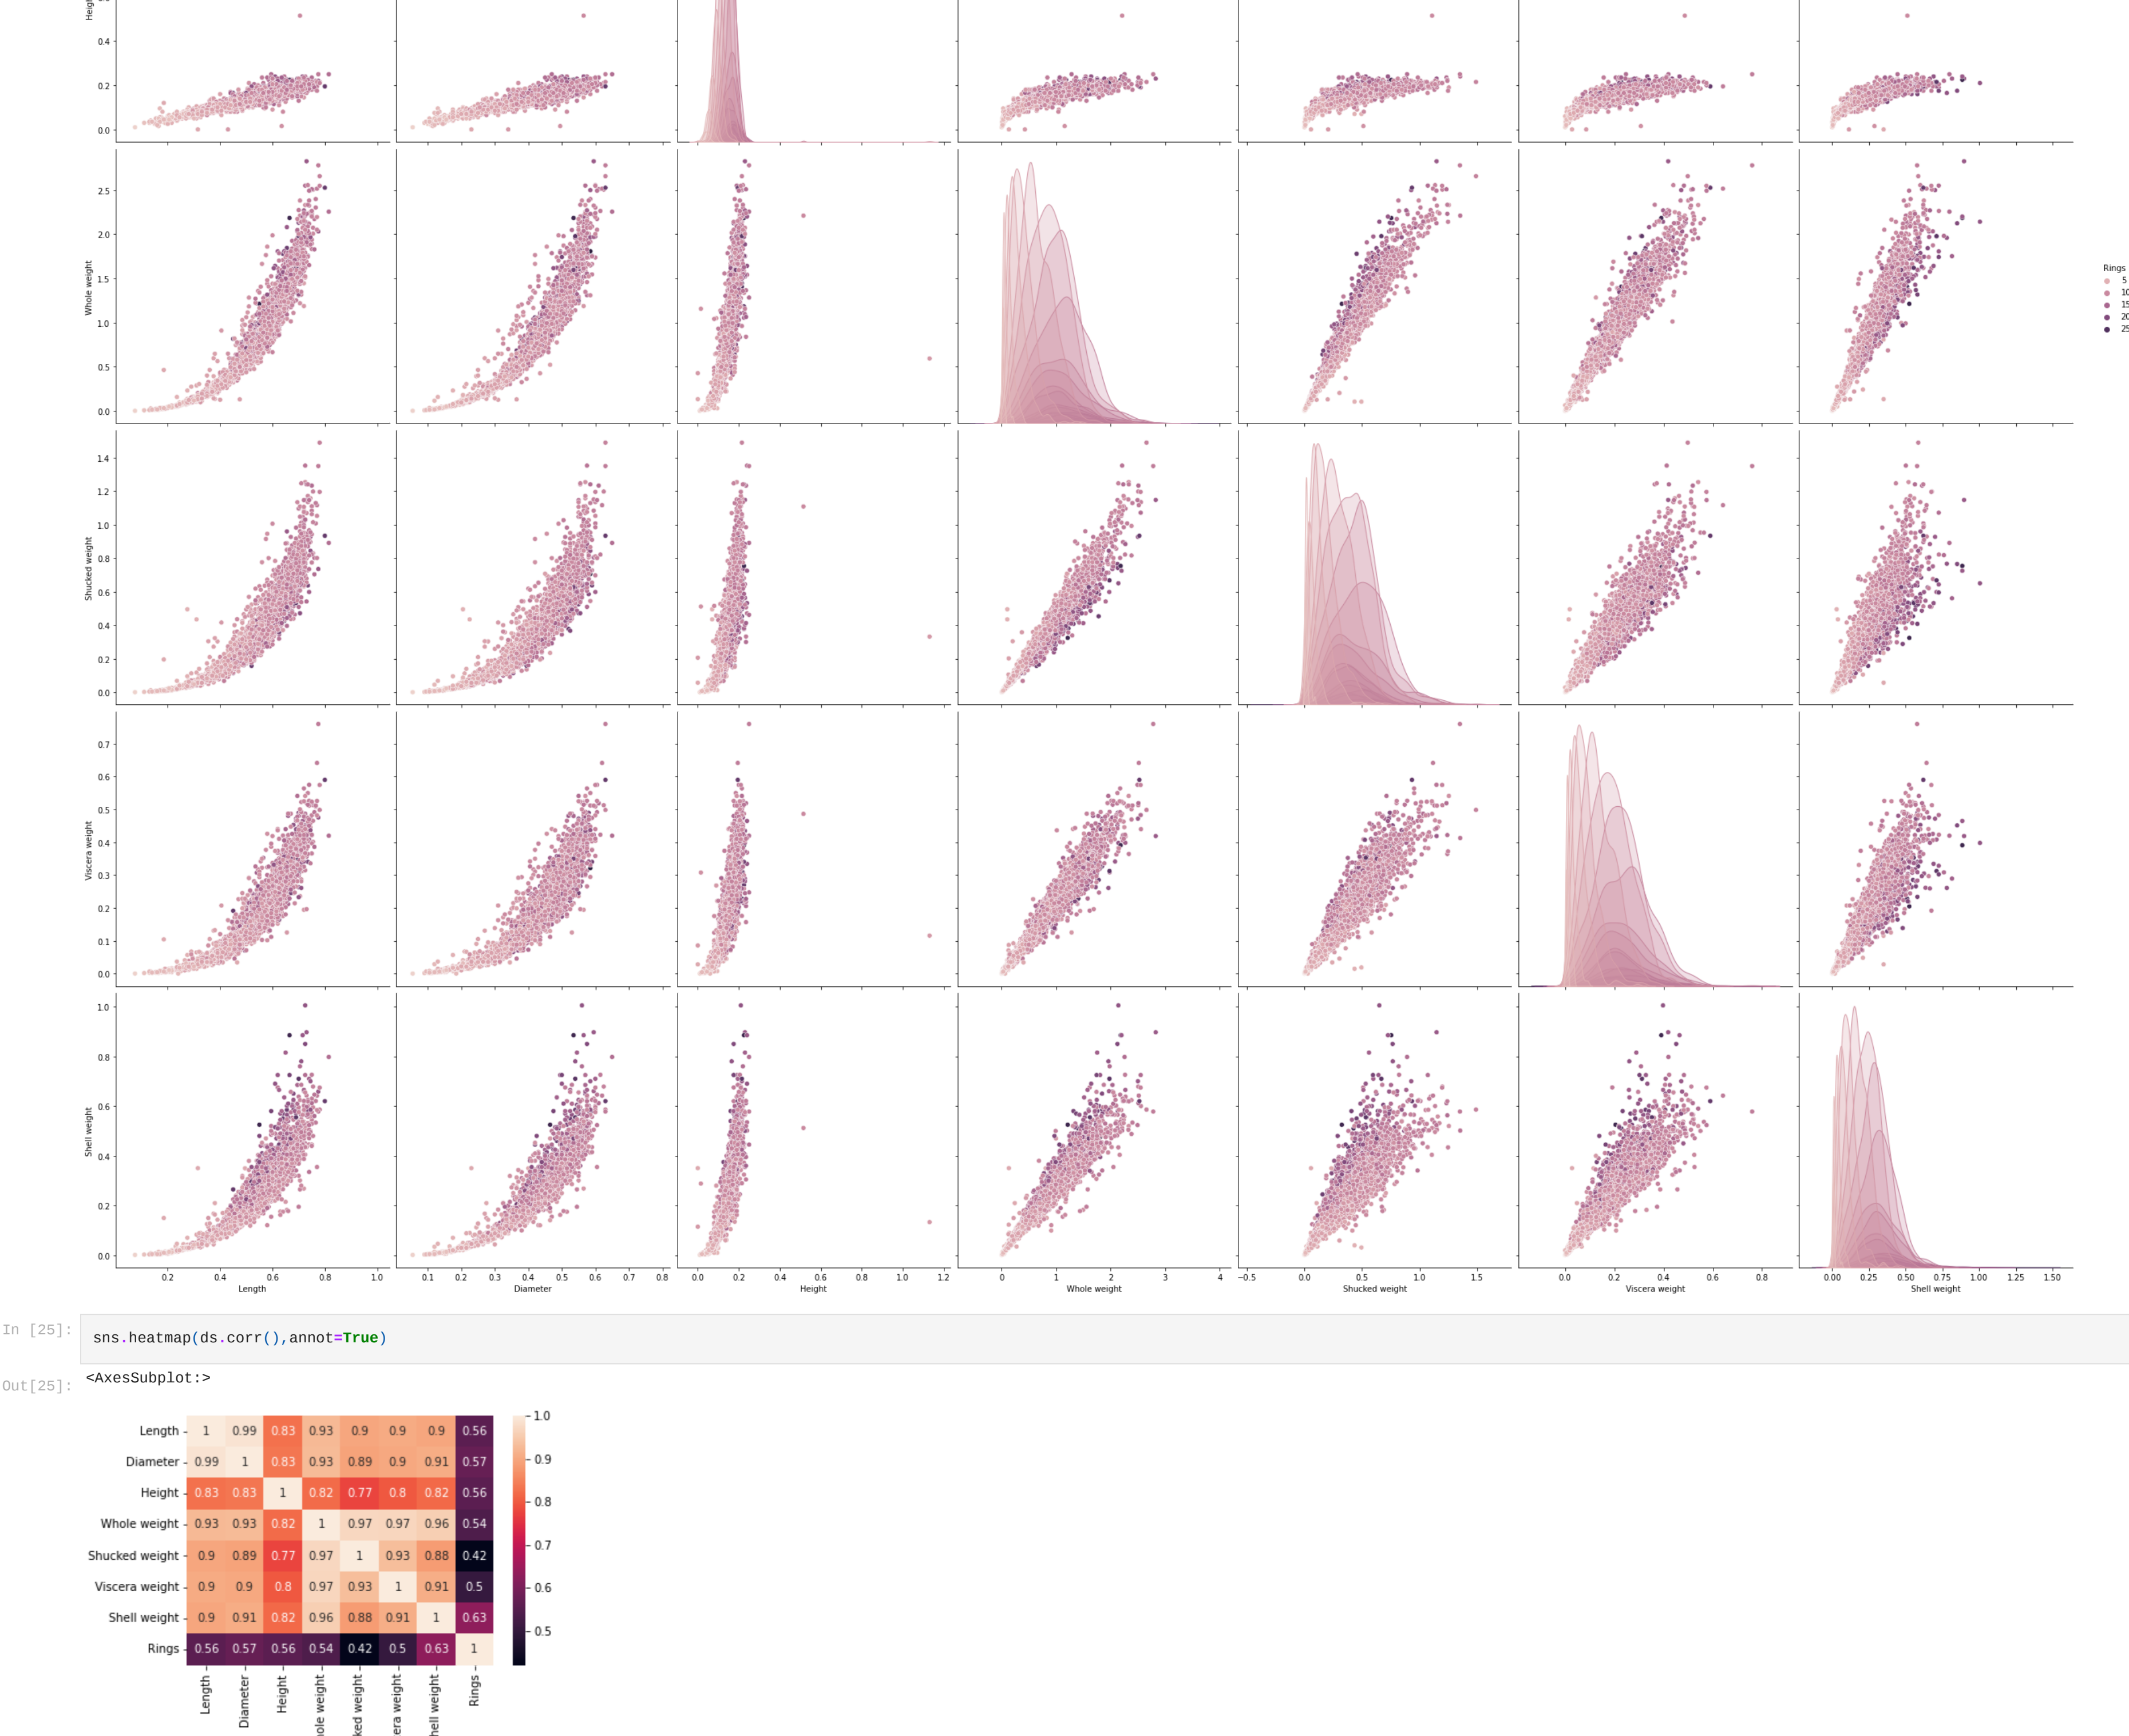 0.4
0.2
0.0
Whole weight
2.5
2.0
1.5
1.0
0.5
0.0
Rings
5
10
15
20
25
Shucked weight
1.4
1.2
1.0
0.8
0.6
0.4
0.2
0.0
Viscera weight
0.7
0.6
0.5
0.4
0.3
0.2
0.1
0.0
Shell weight
1.0
0.8
0.6
0.4
0.2
0.0
0.2 0.4 0.6 0.8 1.0 0.1 0.2 0.3 0.4 0.5 0.6 0.7 0.8 0.0 0.2 0.4 0.6 0.8 1.0 1.2 0 1 2 3 4 −0.5 0.0 0.5 1.0 1.5 0.0 0.2 0.4 0.6 0.8 0.00 0.25 0.50 0.75 1.00 1.25 1.50
Length Diameter Height Whole weight Shucked weight Viscera weight Shell weight
In [25]:
sns.heatmap(ds.corr(),annot=True)
Out[25]:
<AxesSubplot:>
Length 1 0.99 0.83 0.93 0.9 0.9 0.9 0.56
Diameter 0.99 1 0.83 0.93 0.89 0.9 0.91 0.57
Height 0.83 0.83 1 0.82 0.77 0.8 0.82 0.56
Whole weight 0.93 0.93 0.82 1 0.97 0.97 0.96 0.54
Shucked weight 0.9 0.89 0.77 0.97 1 0.93 0.88 0.42
Viscera weight 0.9 0.9 0.8 0.97 0.93 1 0.91 0.5
Shell weight 0.9 0.91 0.82 0.96 0.88 0.91 1 0.63
Rings 0.56 0.57 0.56 0.54 0.42 0.5 0.63 1
1.0
0.9
0.8
0.7
0.6
0.5
Length
Diameter
Height
ole weight
ked weight
era weight
hell weight
Rings